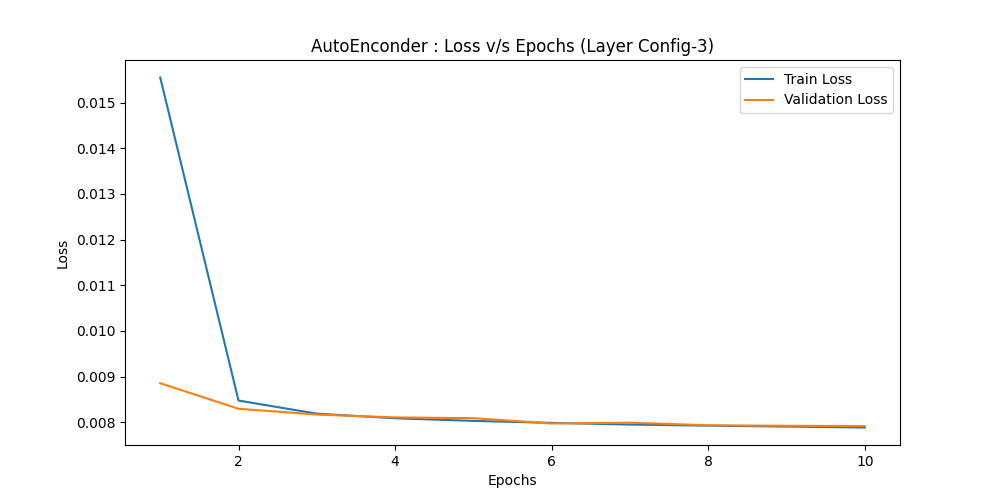 AutoEnconder : Loss v/s Epochs (Layer Config-3)
Train Loss
Validation Loss
0.015
0.014
0.013
0.012
0.011
0.010
0.009
0.008
Loss
2
4
6
8
10
Epochs